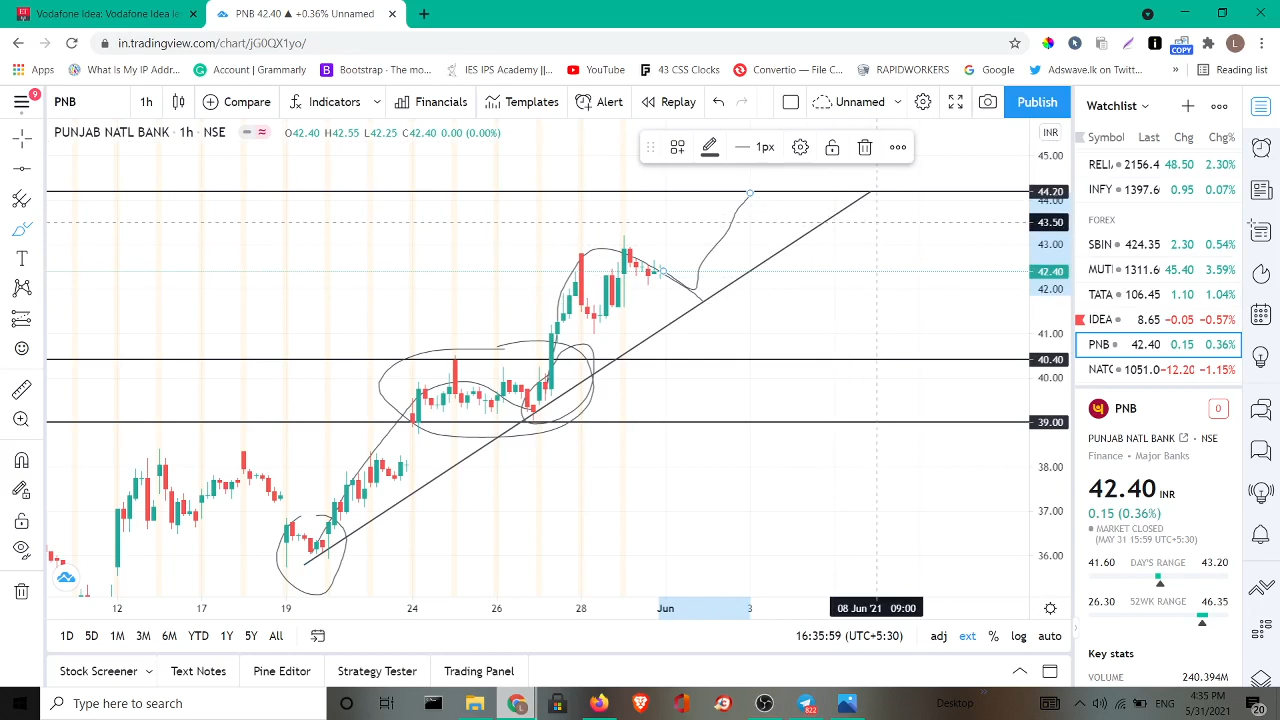 Vodafone Idea: Vodafone Idea le
PNB 42.40 ▲ +0.36% Unnamed
in.tradingview.com/chart/jG0QX1yo/
COPY
Apps
What Is My IP Addr...
Account | Grammarly
Bootstrap · The mo...
IES IPS Academy ||...
YouTube
43 CSS Clocks
Convertio — File C...
RAPIDWORKERS
Google
Adswave.lk on Twitt...
»
Reading list
9
PNB
1h
Compare
Indicators
Financials
Templates
Alert
Replay
Unnamed
Publish
Watchlist
PUNJAB NATL BANK · 1h · NSE
O42.40 H42.55 L42.25 C42.40 0.00 (0.00%)
1px
INR
45.00
44.20
44.00
43.50
43.00
42.40
42.00
41.00
40.40
40.00
39.00
38.00
37.00
36.00
12
17
19
24
26
28
Jun
3
08 Jun '21 09:00
1D 5D 1M 3M 6M YTD 1Y 5Y All
16:35:59 (UTC+5:30)
adj ext % log auto
Stock Screener
Text Notes
Pine Editor
Strategy Tester
Trading Panel
Symbol Last Chg Chg%
RELI 2156.4 48.50 2.30%
INFY 1397.6 0.95 0.07%
FOREX
SBIN 424.35 2.30 0.54%
MUT 1311.6 45.40 3.59%
TATA 106.45 1.10 1.04%
IDEA 8.65 −0.05 −0.57%
PNB 42.40 0.15 0.36%
NATC 1051.0 −12.20 −1.15%
PNB
0
PUNJAB NATL BANK · NSE
Finance · Major Banks
42.40 INR
0.15 (0.36%)
MARKET CLOSED
(MAY 31 15:59 UTC+5:30)
41.60 DAY'S RANGE 43.20
26.30 52WK RANGE 46.35
Key stats
VOLUME 240.394M
Type here to search
822
Desktop
»
4:35 PM
5/31/2021
20